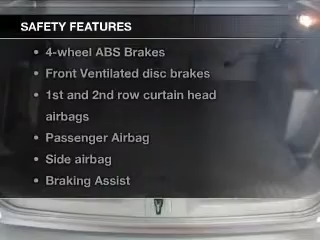 SAFETY FEATURES
• 4-wheel ABS Brakes
• Front Ventilated disc brakes
• 1st and 2nd row curtain head
airbags
• Passenger Airbag
• Side airbag
• Braking Assist